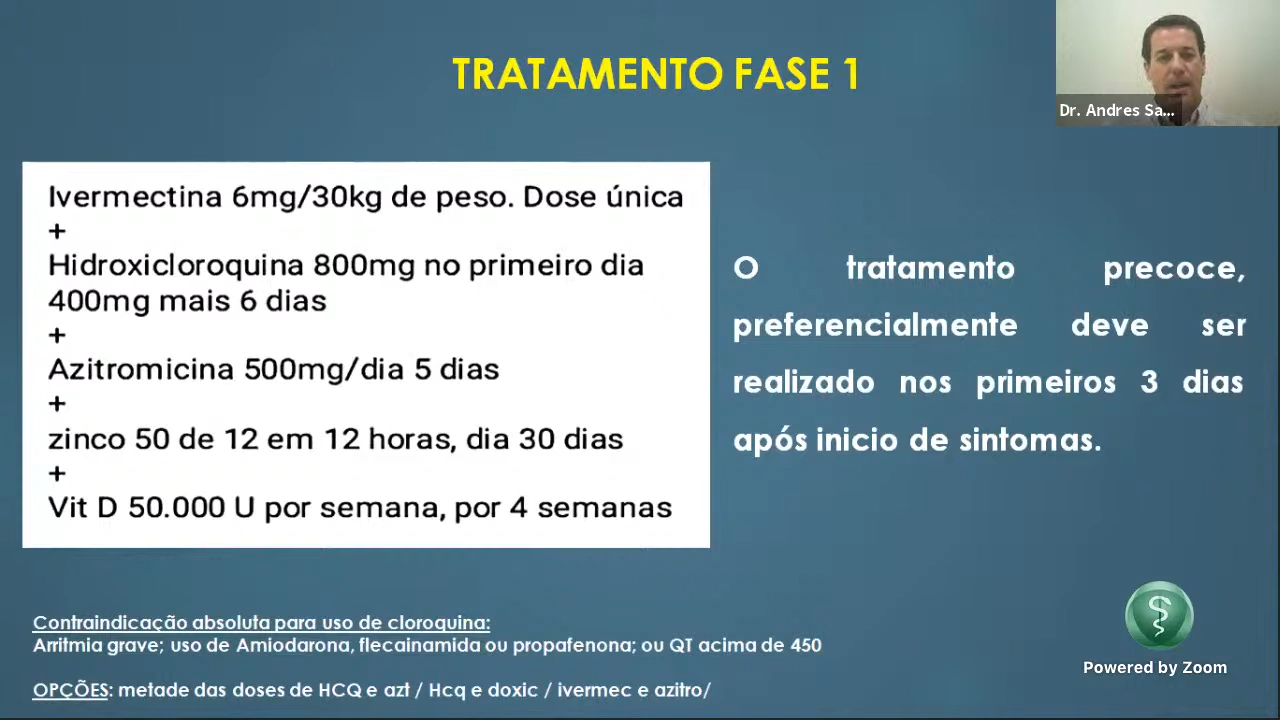 TRATAMENTO FASE 1
Dr. Andres Sa...
Ivermectina 6mg/30kg de peso. Dose única
+
Hidroxicloroquina 800mg no primeiro dia
400mg mais 6 dias
+
Azitromicina 500mg/dia 5 dias
+
zinco 50 de 12 em 12 horas, dia 30 dias
+
Vit D 50.000 U por semana, por 4 semanas
O tratamento precoce,
preferencialmente deve ser
realizado nos primeiros 3 dias
após inicio de sintomas.
Contraindicação absoluta para uso de cloroquina:
Arritmia grave; uso de Amiodarona, flecainamida ou propafenona; ou QT acima de 450
OPÇÕES: metade das doses de HCQ e azt / Hcq e doxic / ivermec e azitro/
Powered by Zoom